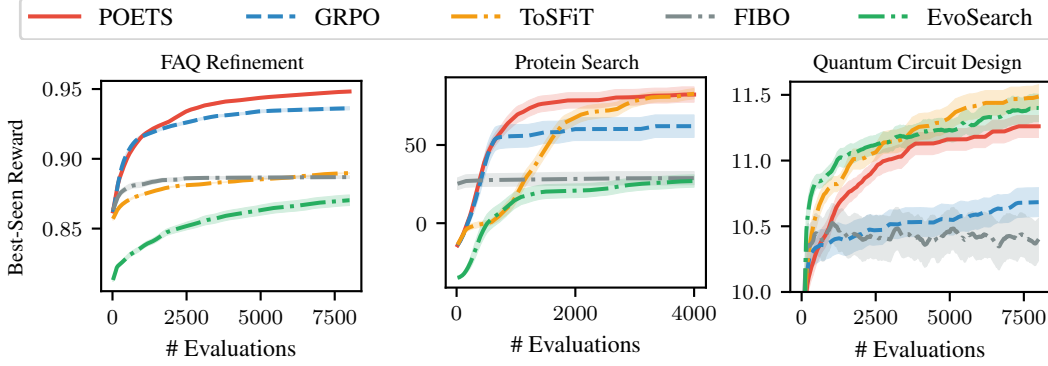 POETS GRPO ToSFiT FIBO EvoSearch
FAQ Refinement Protein Search Quantum Circuit Design
Best-Seen Reward
0.95
0.90
0.85
0 2500 5000 7500
# Evaluations
50
0
0 2000 4000
# Evaluations
11.5
11.0
10.5
10.0
0 2500 5000 7500
# Evaluations